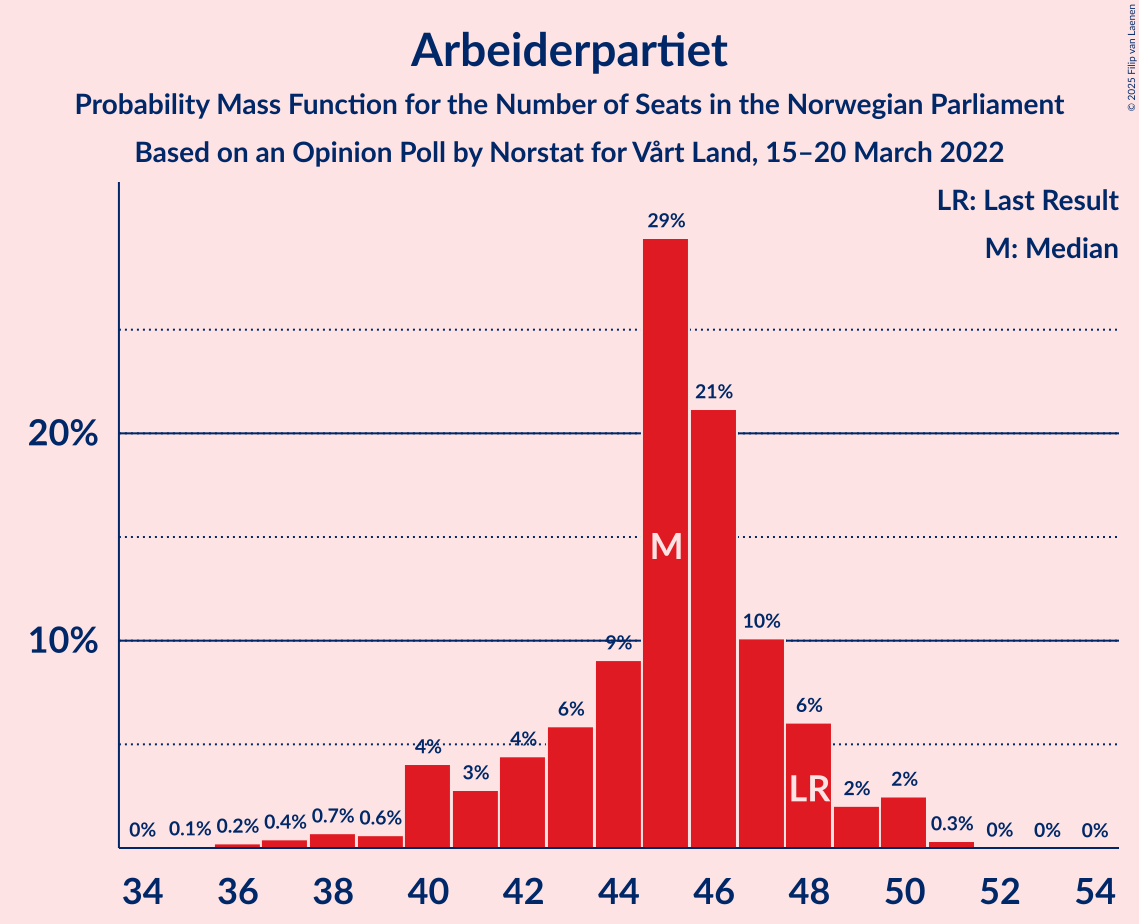 Arbeiderpartiet
Probability Mass Function for the Number of Seats in the Norwegian Parliament
Based on an Opinion Poll by Norstat for Vårt Land, 15–20 March 2022
© 2025 Filip van Laenen
LR: Last Result
M: Median
20%
10%
0%
0.1%
0.2%
0.4%
0.7%
0.6%
4%
3%
4%
6%
9%
29%
21%
10%
6%
2%
2%
0.3%
0%
0%
0%
M
LR
34 36 38 40 42 44 46 48 50 52 54